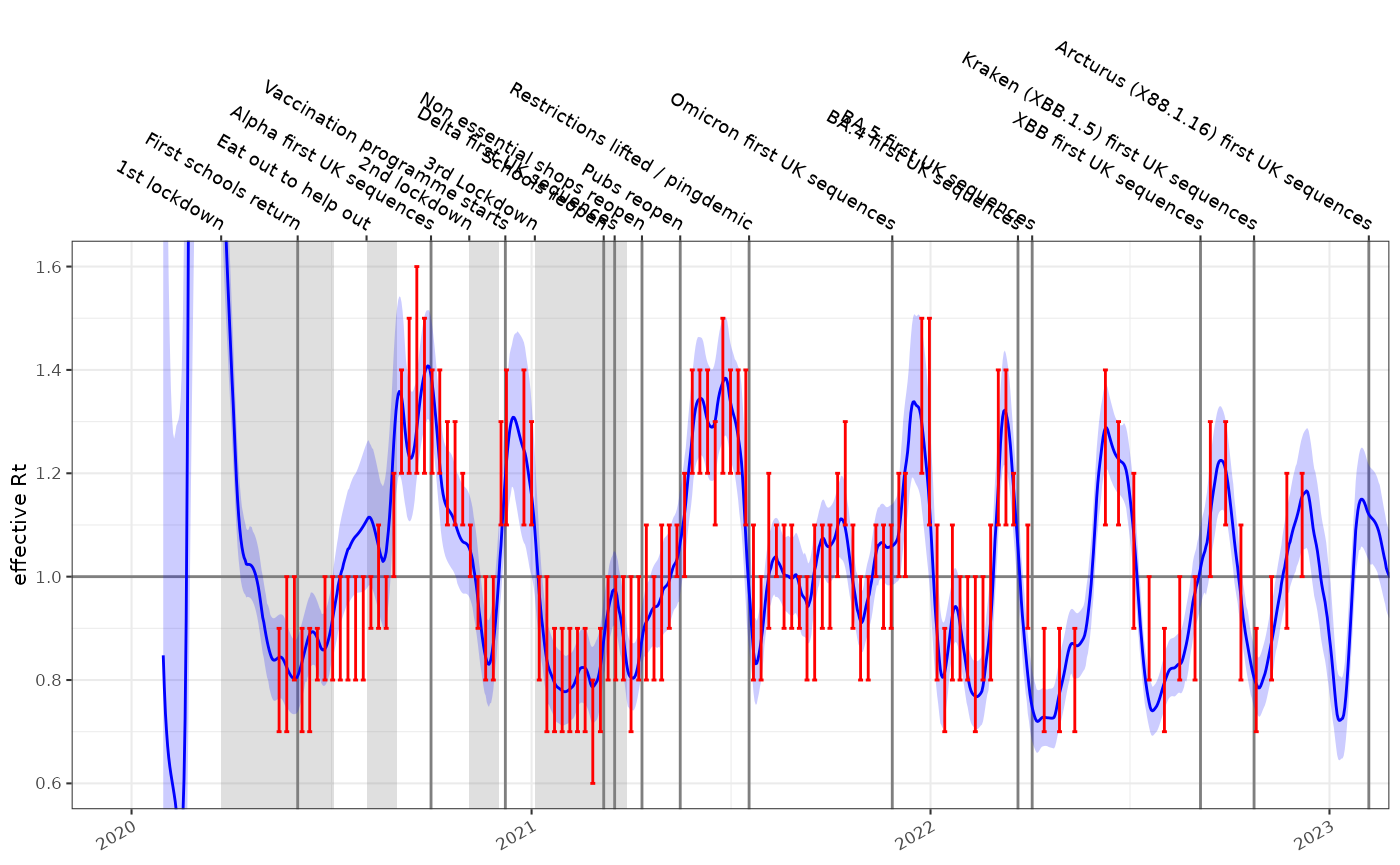 1st lockdown
First schools return
Eat out to help out
Alpha first UK sequences
2nd lockdown
Vaccination programme starts
3rd Lockdown
Schools reopen
Delta first UK sequences
Non essential shops reopen
Pubs reopen
Restrictions lifted / pingdemic
Omicron first UK sequences
BA.4 first UK sequences
BA.5 first UK sequences
XBB first UK sequences
Kraken (XBB.1.5) first UK sequences
Arcturus (X88.1.16) first UK sequences
effective Rt
1.6
1.4
1.2
1.0
0.8
0.6
2020
2021
2022
2023